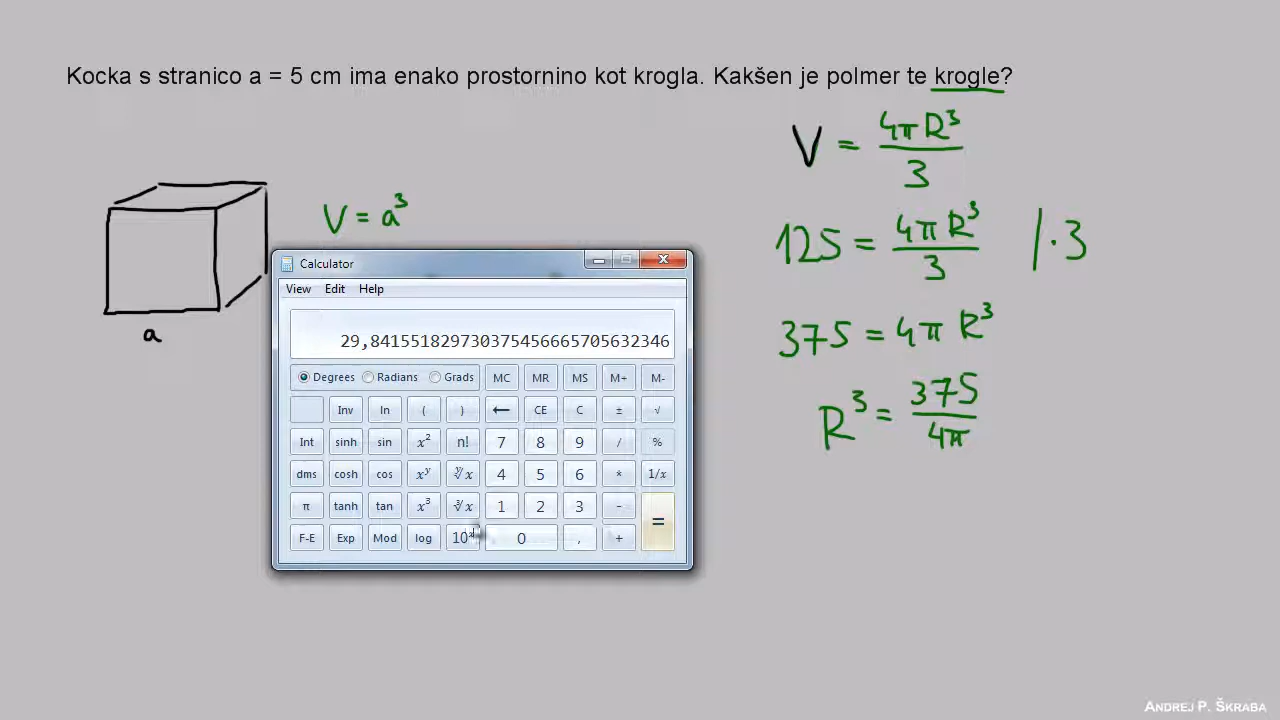 Kocka s stranico a = 5 cm ima enako prostornino kot krogla. Kakšen je polmer te krogle?
V = a³
a
V = 4πR³/3
125 = 4πR³/3 /·3
375 = 4πR³
R³ = 375/4π
Calculator
View Edit Help
29,841551829730375456665705632346
Degrees Radians Grads MC MR MS M+ M-
Inv ln ( ) ← CE C ± √
Int sinh sin x² n! 7 8 9 / %
dms cosh cos xʸ ʸ√x 4 5 6 * 1/x
π tanh tan x³ ³√x 1 2 3 - =
F-E Exp Mod log 10ˣ 0 , +
ANDREJ P. ŠKRABA